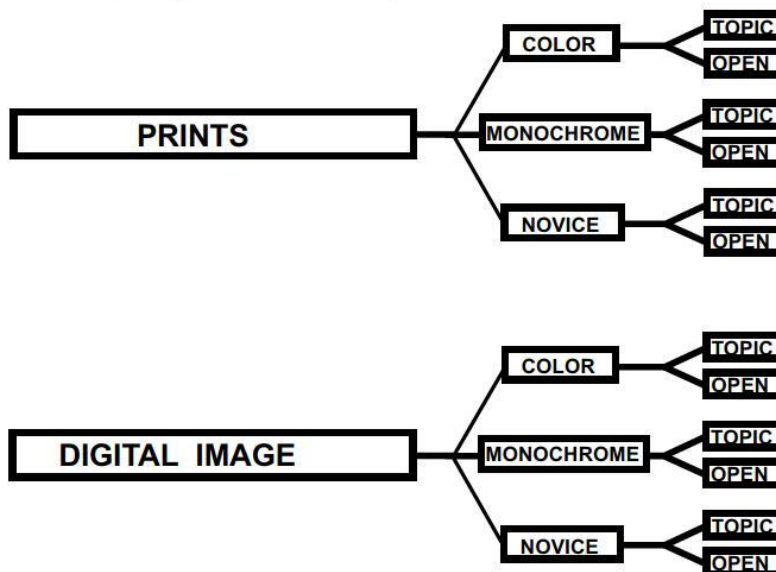 TOPIC
COLOR
OPEN
TOPIC
PRINTS
MONOCHROME
OPEN
TOPIC
NOVICE
OPEN
TOPIC
COLOR
OPEN
TOPIC
DIGITAL IMAGE
MONOCHROME
OPEN
TOPIC
NOVICE
OPEN